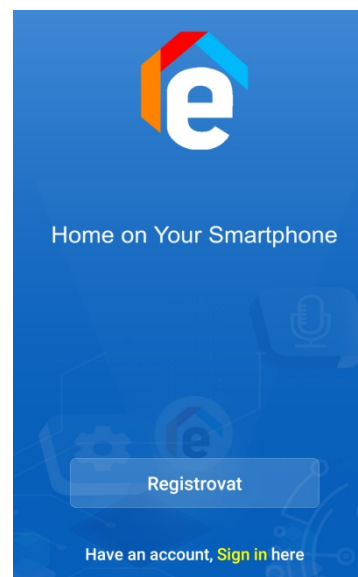 e
Home on Your Smartphone
e
Registrovat
Have an account, Sign in here